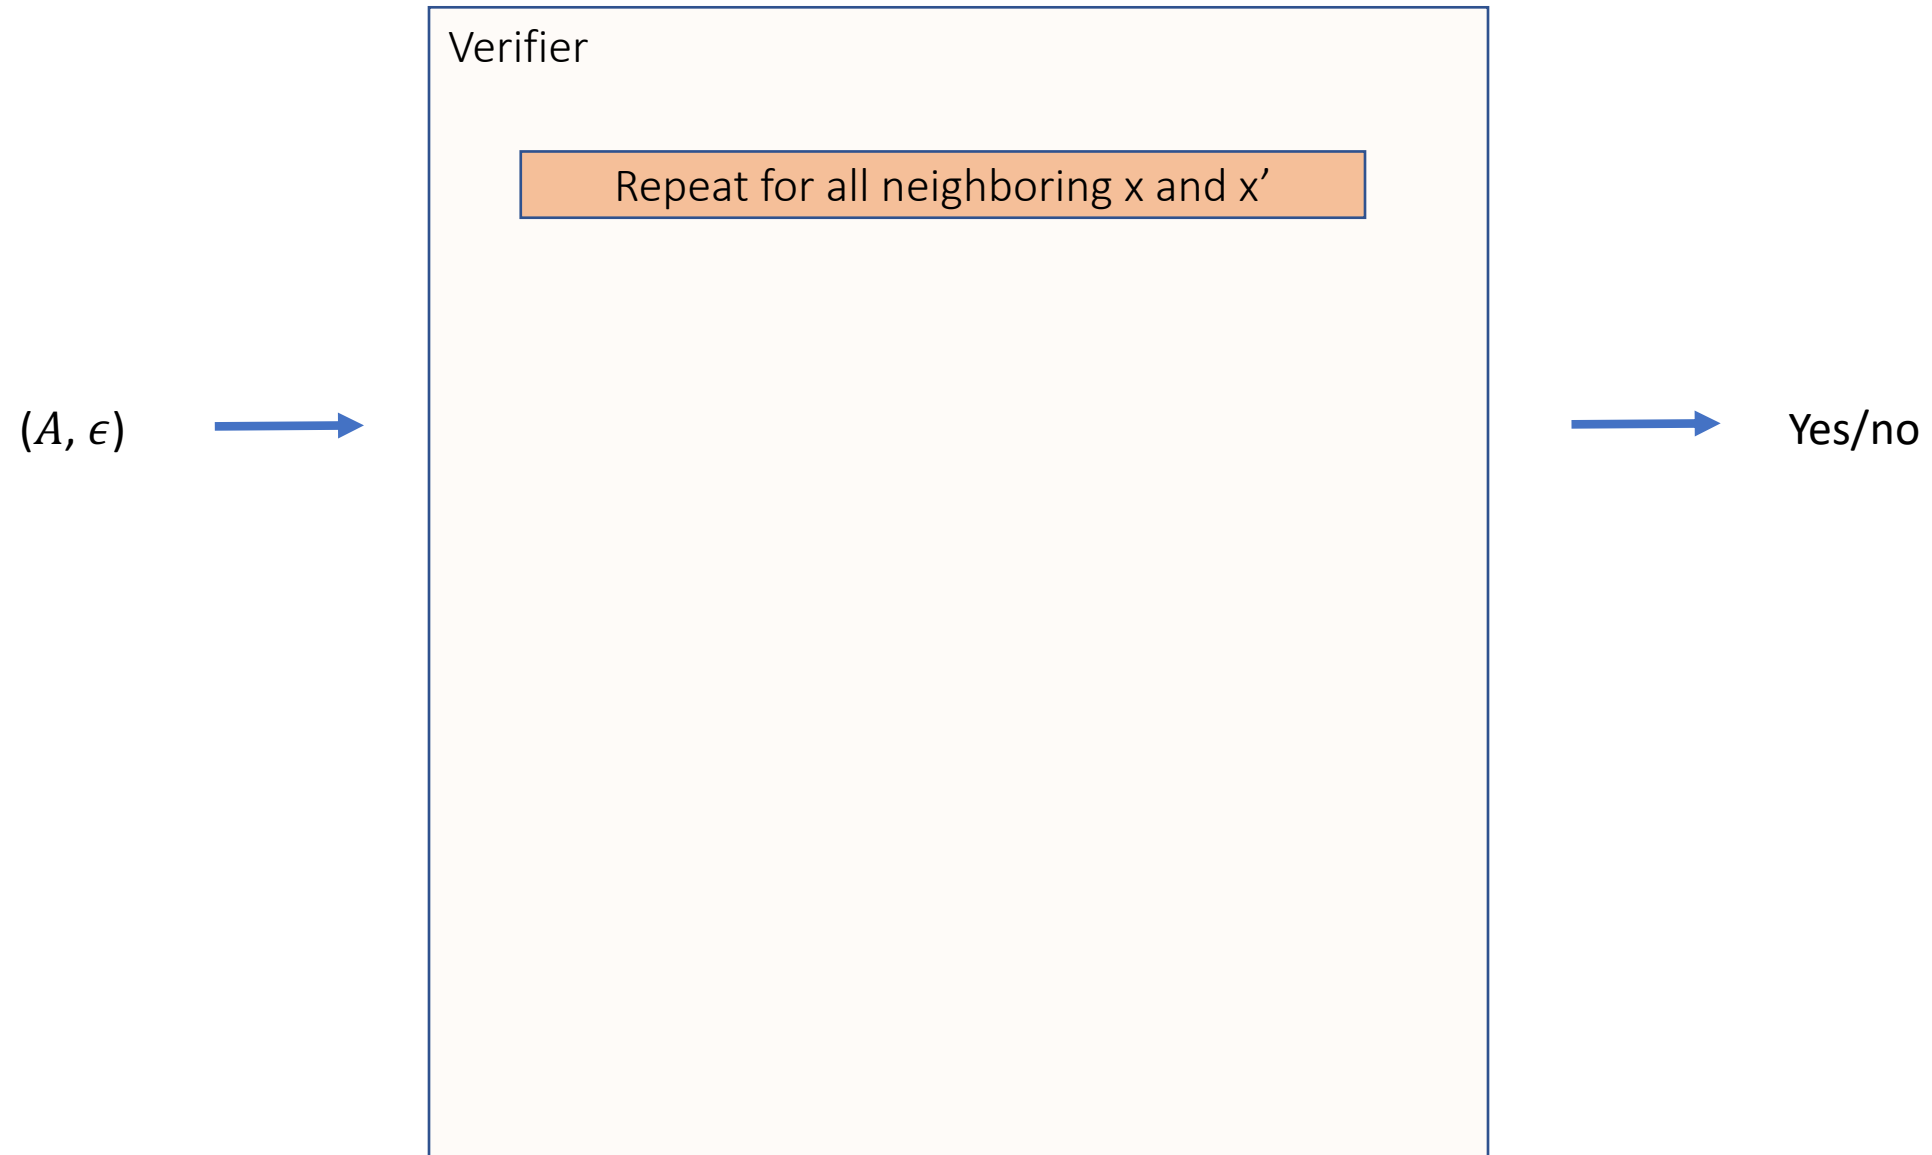 Verifier
Repeat for all neighboring x and x’
(𝐴, 𝜖)
Yes/no